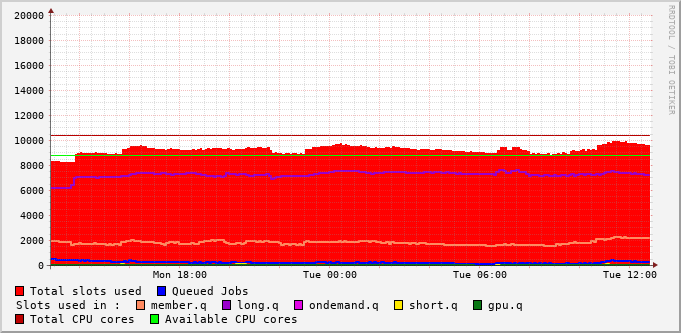 20000
18000
16000
14000
12000
10000
8000
6000
4000
2000
0
Mon 18:00 Tue 00:00 Tue 06:00 Tue 12:00
Total slots used Queued Jobs
Slots used in : member.q long.q ondemand.q short.q gpu.q
Total CPU cores Available CPU cores
RRDTOOL / TOBI OETIKER